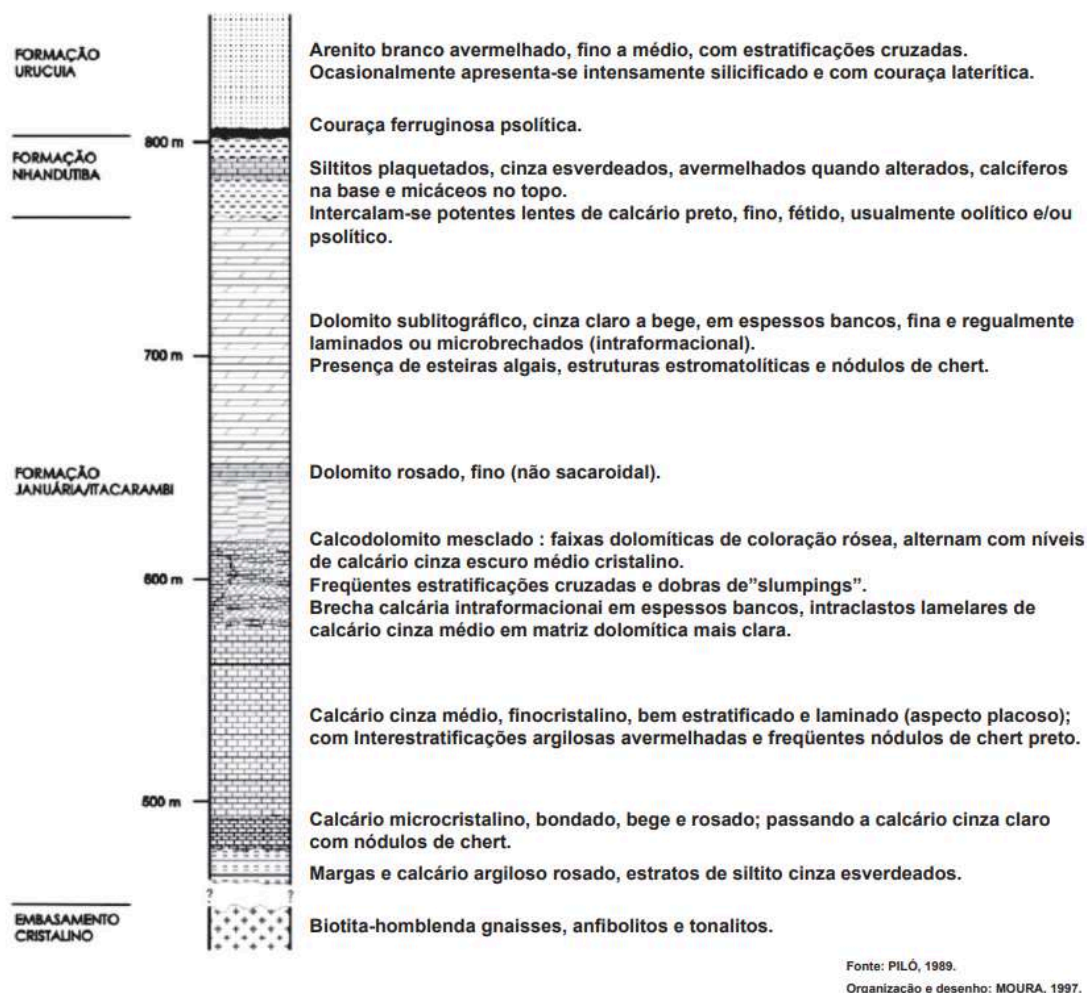 FORMAÇÃO
URUCUIA
Arenito branco avermelhado, fino a médio, com estratificações cruzadas.
Ocasionalmente apresenta-se intensamente silicificado e com couraça laterítica.
Couraça ferruginosa psolítica.
800 m
FORMAÇÃO
NHANDUTIBA
Siltitos plaquetados, cinza esverdeados, avermelhados quando alterados, calcíferos
na base e micáceos no topo.
Intercalam-se potentes lentes de calcário preto, fino, fétido, usualmente oolítico e/ou
psolítico.
Dolomito sublitográfico, cinza claro a bege, em espessos bancos, fina e regualmente
laminados ou microbrechados (intraformacional).
700 m
Presença de esteiras algais, estruturas estromatolíticas e nódulos de chert.
FORMAÇÃO
JANUÁRIA/ITACARAMBI
Dolomito rosado, fino (não sacaroidal).
Calcodolomito mesclado : faixas dolomíticas de coloração rósea, alternam com níveis
de calcário cinza escuro médio cristalino.
600 m
Freqüentes estratificações cruzadas e dobras de"slumpings".
Brecha calcária intraformacionai em espessos bancos, intraclastos lamelares de
calcário cinza médio em matriz dolomítica mais clara.
Calcário cinza médio, finocristalino, bem estratificado e laminado (aspecto placoso);
com Interestratificações argilosas avermelhadas e freqüentes nódulos de chert preto.
500 m
Calcário microcristalino, bondado, bege e rosado; passando a calcário cinza claro
com nódulos de chert.
Margas e calcário argiloso rosado, estratos de siltito cinza esverdeados.
? ?
EMBASAMENTO
CRISTALINO
Biotita-homblenda gnaisses, anfibolitos e tonalitos.
Fonte: PILÓ, 1989.
Organização e desenho: MOURA, 1997.